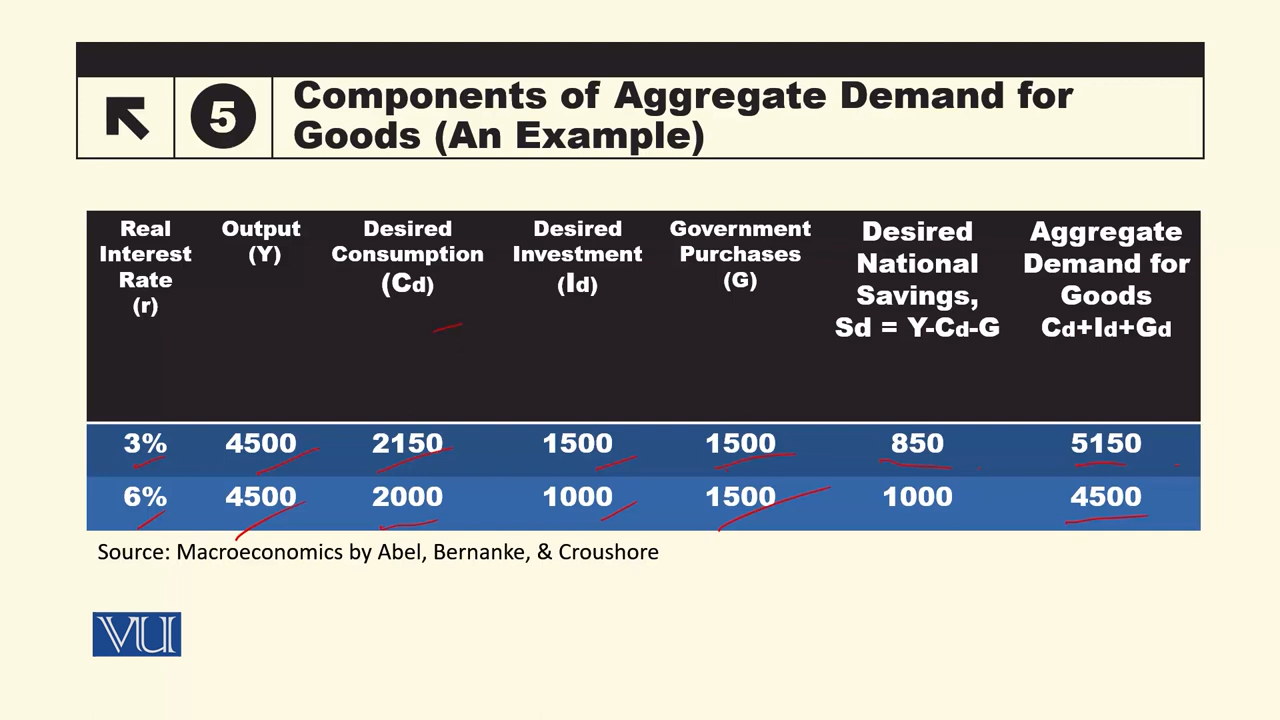 5
Components of Aggregate Demand for
Goods (An Example)
Real
Interest
Rate
(r)
Output
(Y)
Desired
Consumption
(Cd)
Desired
Investment
(Id)
Government
Purchases
(G)
Desired
National
Savings,
Sd = Y-Cd-G
Aggregate
Demand for
Goods
Cd+Id+Gd
3% 4500 2150 1500 1500 850 5150
6% 4500 2000 1000 1500 1000 4500
Source: Macroeconomics by Abel, Bernanke, & Croushore
VU